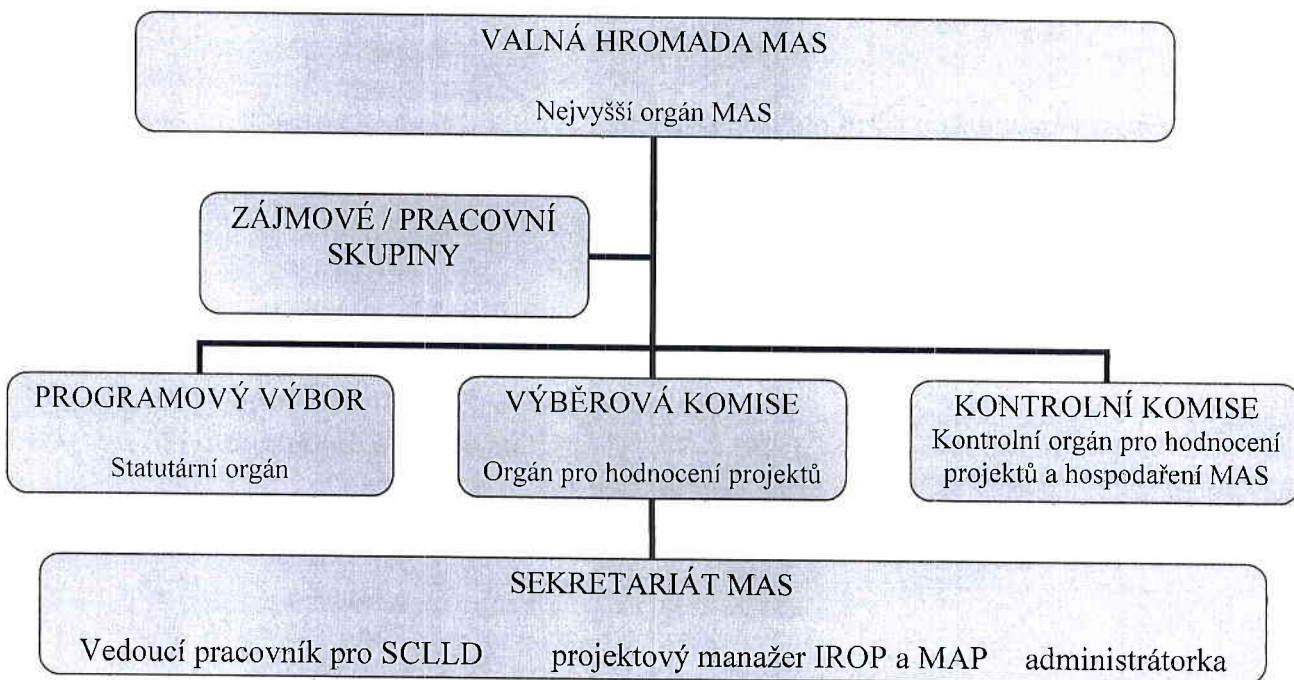 VALNÁ HROMADA MAS
Nejvyšší orgán MAS
ZÁJMOVÉ / PRACOVNÍ
SKUPINY
PROGRAMOVÝ VÝBOR
Statutární orgán
VÝBĚROVÁ KOMISE
Orgán pro hodnocení projektů
KONTROLNÍ KOMISE
Kontrolní orgán pro hodnocení
projektů a hospodaření MAS
SEKRETARIÁT MAS
Vedoucí pracovník pro SCLLD projektový manažer IROP a MAP administrátorka